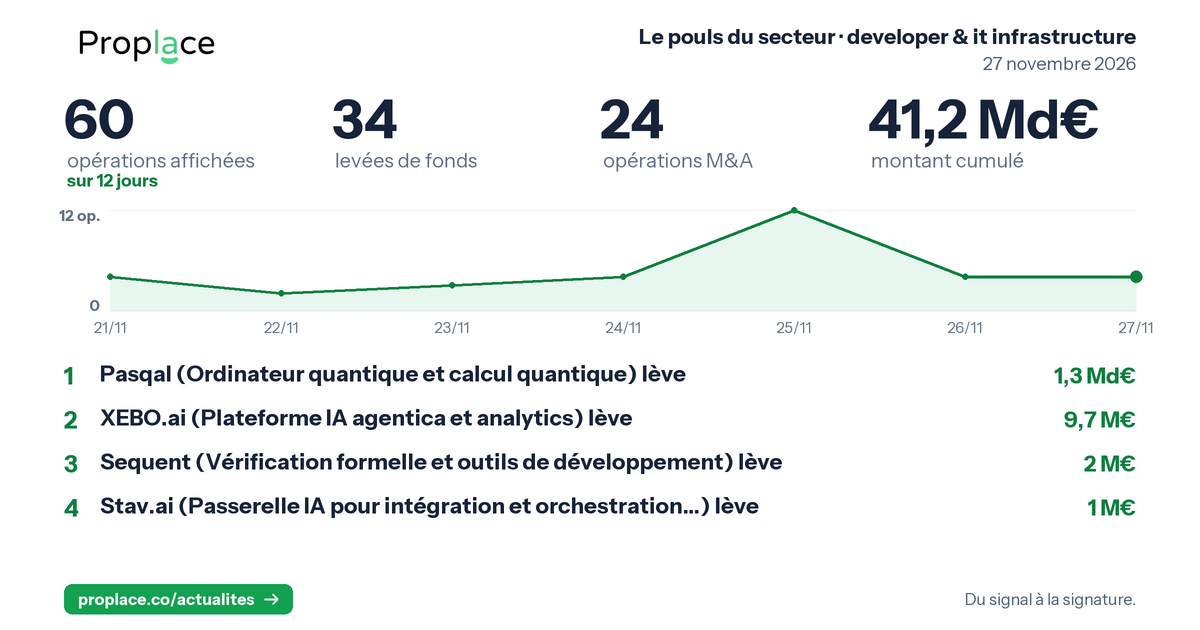 Proplace
Le pouls du secteur · developer & it infrastructure
27 novembre 2026
60
opérations affichées
sur 12 jours
34
levées de fonds
24
opérations M&A
41,2 Md€
montant cumulé
12 op.
0
21/11 22/11 23/11 24/11 25/11 26/11 27/11
1 Pasqal (Ordinateur quantique et calcul quantique) lève 1,3 Md€
2 XEBO.ai (Plateforme IA agentica et analytics) lève 9,7 M€
3 Sequent (Vérification formelle et outils de développement) lève 2 M€
4 Stav.ai (Passerelle IA pour intégration et orchestration...) lève 1 M€
proplace.co/actualites →
Du signal à la signature.